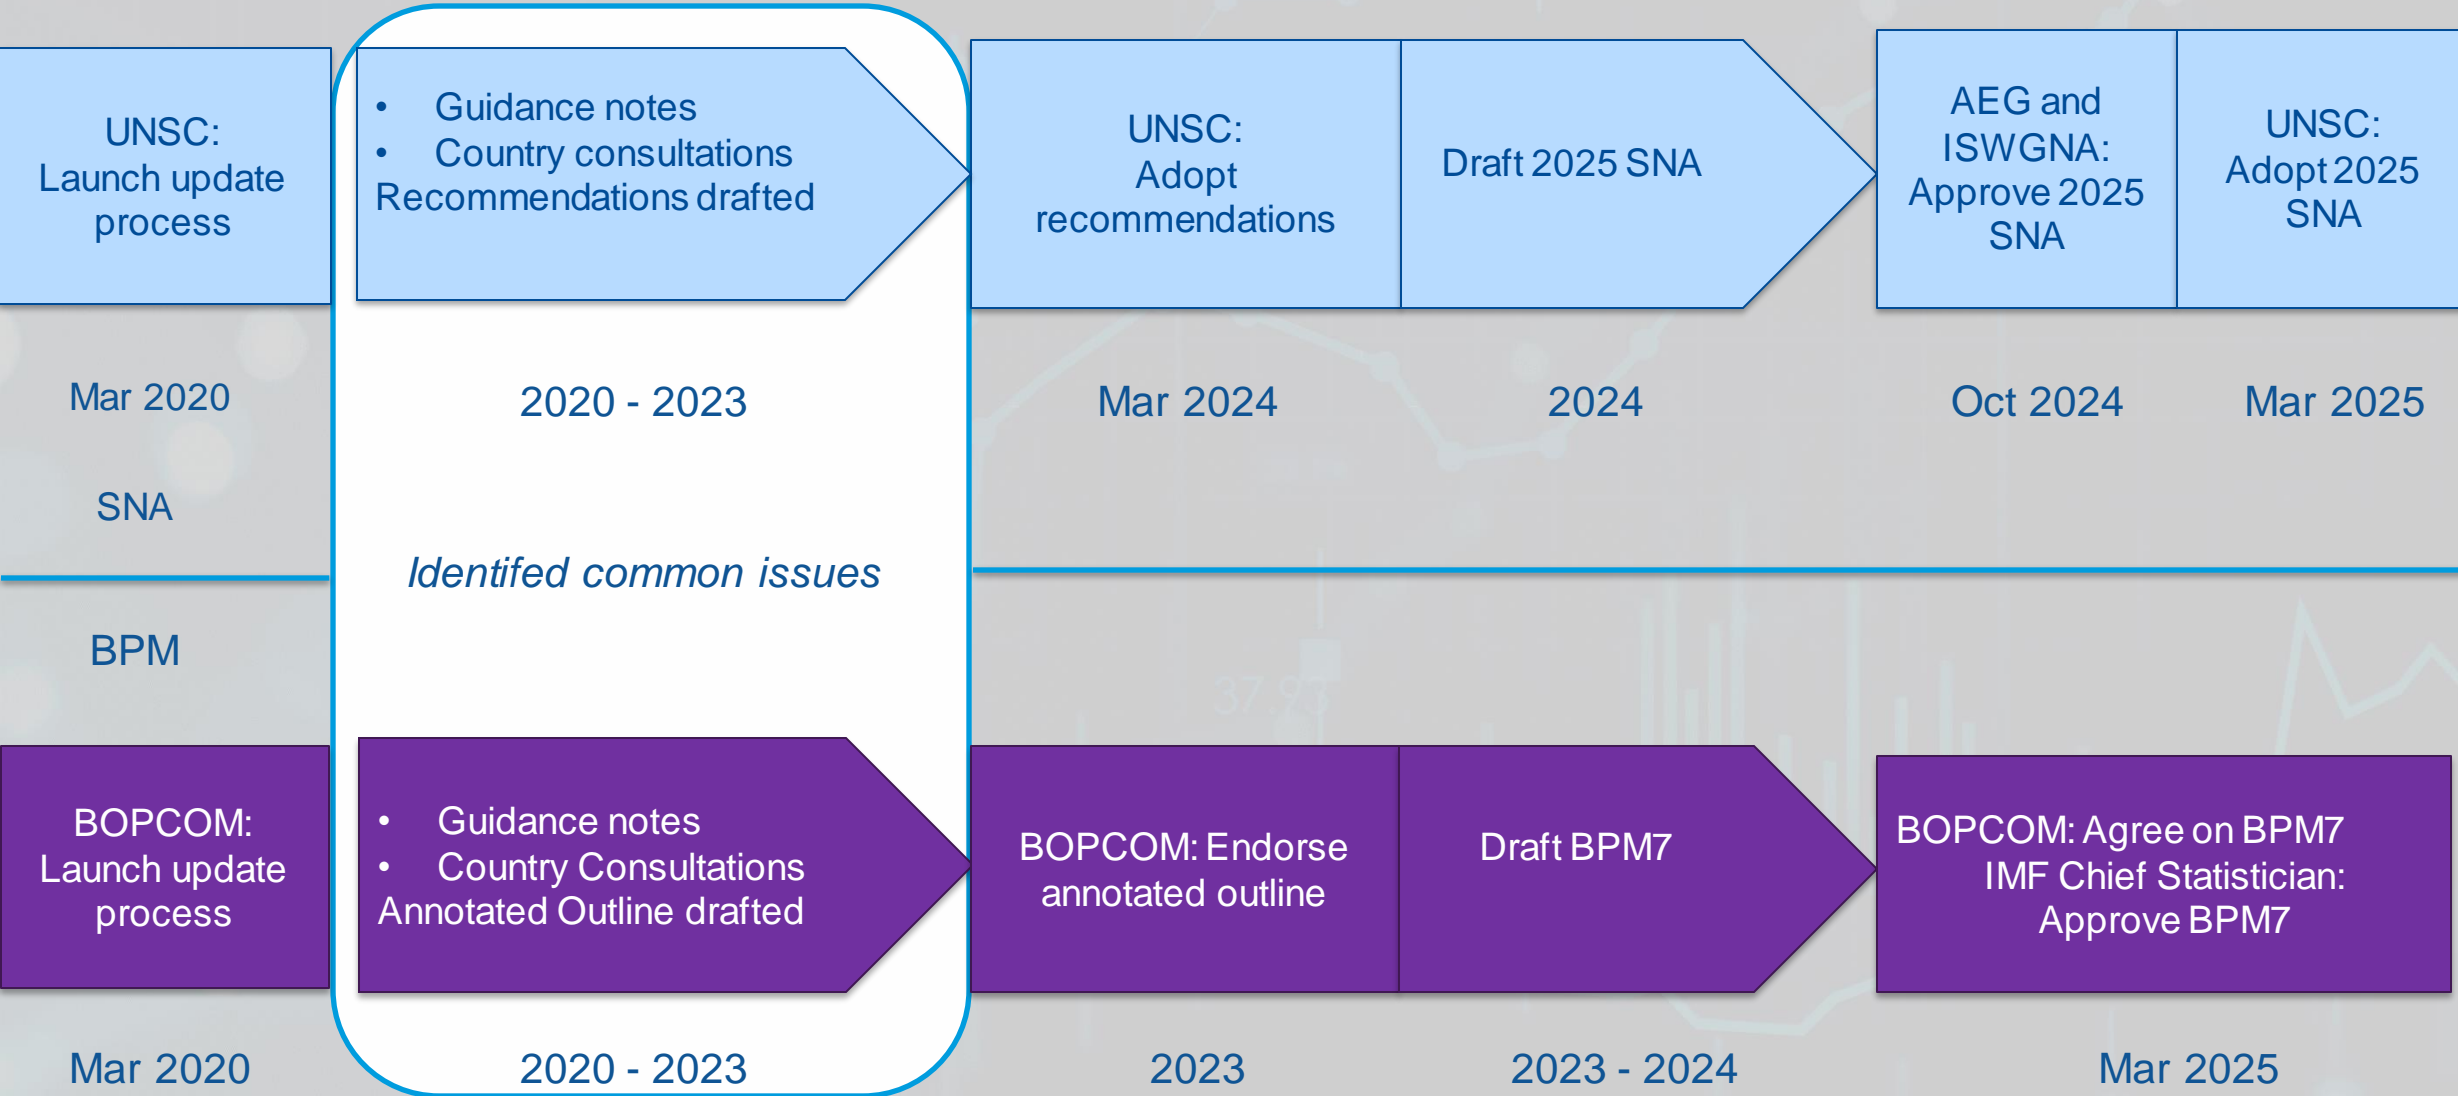 UNSC:
Launch update
process
• Guidance notes
• Country consultations
Recommendations drafted
UNSC:
Adopt
recommendations
Draft 2025 SNA
AEG and
ISWGNA:
Approve 2025
SNA
UNSC:
Adopt 2025
SNA
Mar 2020
2020 - 2023
Mar 2024
2024
Oct 2024
Mar 2025
SNA
Identifed common issues
BPM
37.93
BOPCOM:
Launch update
process
• Guidance notes
• Country Consultations
Annotated Outline drafted
BOPCOM: Endorse
annotated outline
Draft BPM7
BOPCOM: Agree on BPM7
IMF Chief Statistician:
Approve BPM7
Mar 2020
2020 - 2023
2023
2023 - 2024
Mar 2025